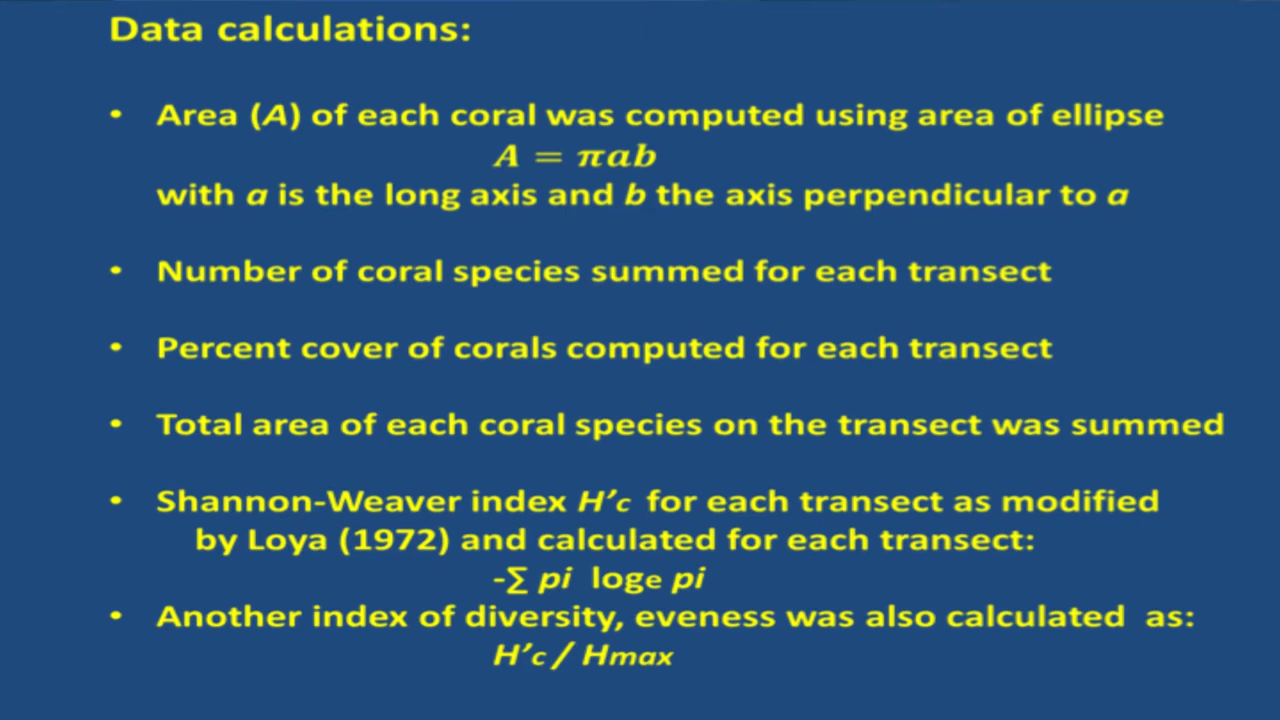 Data calculations:
• Area (A) of each coral was computed using area of ellipse
A = πab
with a is the long axis and b the axis perpendicular to a
• Number of coral species summed for each transect
• Percent cover of corals computed for each transect
• Total area of each coral species on the transect was summed
• Shannon-Weaver index H’c for each transect as modified
by Loya (1972) and calculated for each transect:
-∑ pi loge pi
• Another index of diversity, eveness was also calculated as:
H’c / Hmax